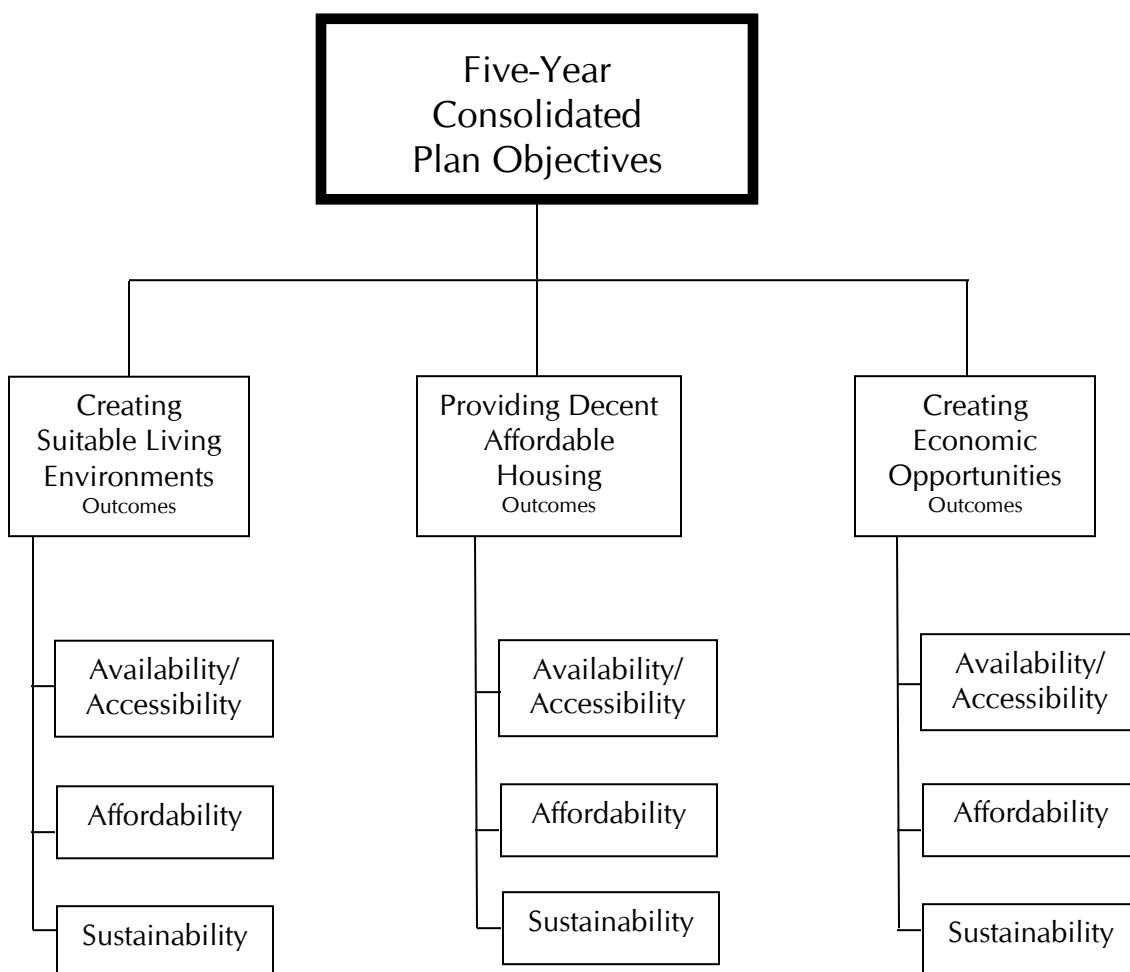 Five-Year
Consolidated
Plan Objectives
Creating
Suitable Living
Environments
Outcomes
Providing Decent
Affordable
Housing
Outcomes
Creating
Economic
Opportunities
Outcomes
Availability/
Accessibility
Affordability
Sustainability
Availability/
Accessibility
Affordability
Sustainability
Availability/
Accessibility
Affordability
Sustainability